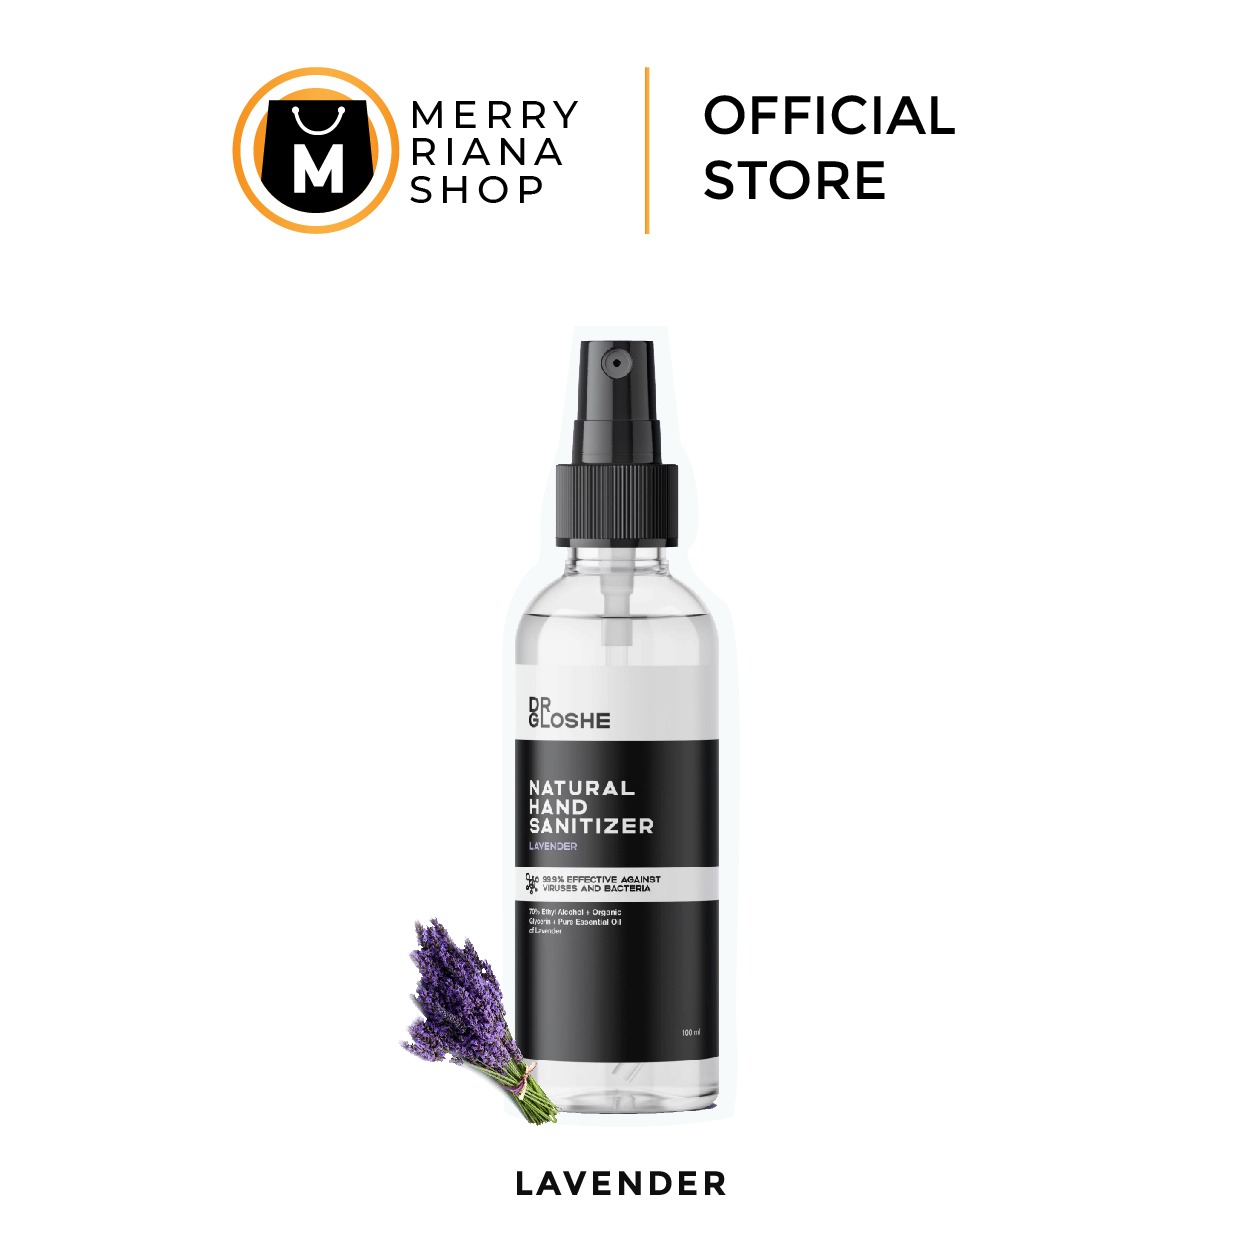 M
MERRY
RIANA
SHOP
OFFICIAL
STORE
DR
GLOSHE
NATURAL
HAND
SANITIZER
LAVENDER
99.9% EFFECTIVE AGAINST
VIRUSES AND BACTERIA
70% Ethyl Alcohol + Organic
Glycerin + Pure Essential Oil
of Lavender
100 ml
LAVENDER